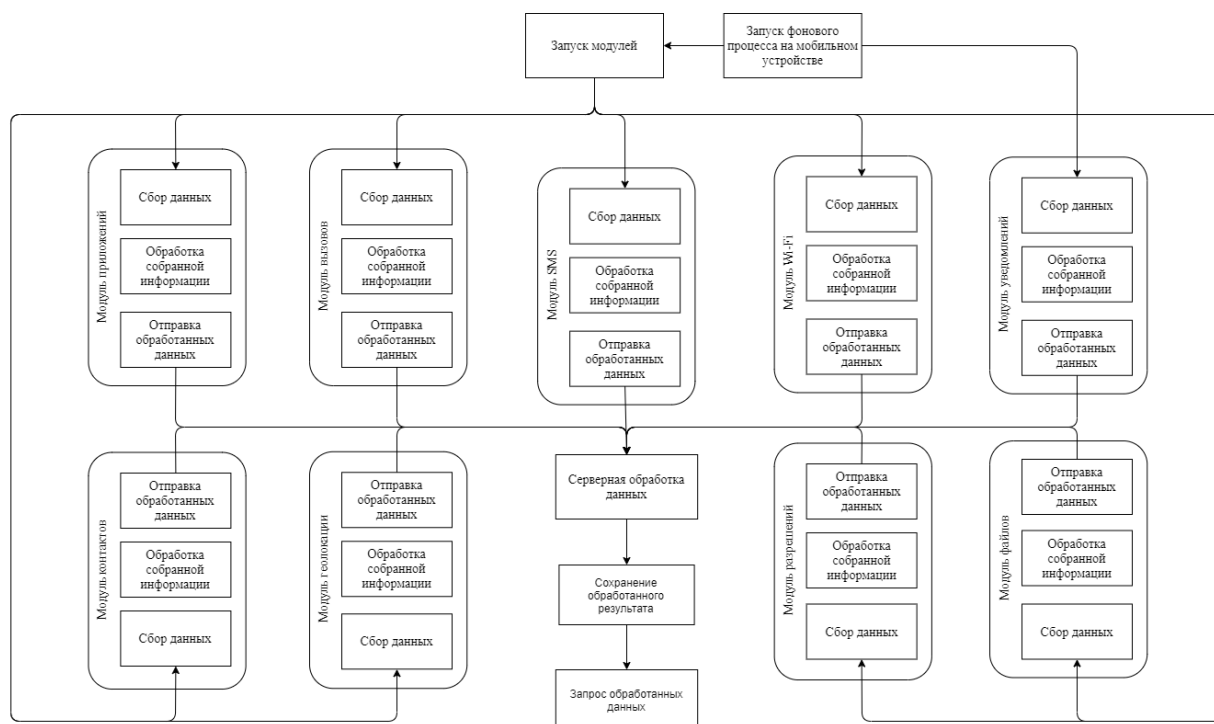 Запуск модулей
Запуск фонового
процесса на мобильном
устройстве
Модуль приложений
Сбор данных
Обработка
собранной
информации
Отправка
обработанных
данных
Модуль вызовов
Сбор данных
Обработка
собранной
информации
Отправка
обработанных
данных
Модуль SMS
Сбор данных
Обработка
собранной
информации
Отправка
обработанных
данных
Модуль Wi-Fi
Сбор данных
Обработка
собранной
информации
Отправка
обработанных
данных
Модуль уведомлений
Сбор данных
Обработка
собранной
информации
Отправка
обработанных
данных
Модуль контактов
Отправка
обработанных
данных
Обработка
собранной
информации
Сбор данных
Модуль геолокации
Отправка
обработанных
данных
Обработка
собранной
информации
Сбор данных
Серверная обработка
данных
Сохранение
обработанного
результата
Запрос обработанных
данных
Модуль разрешений
Отправка
обработанных
данных
Обработка
собранной
информации
Сбор данных
Модуль файлов
Отправка
обработанных
данных
Обработка
собранной
информации
Сбор данных